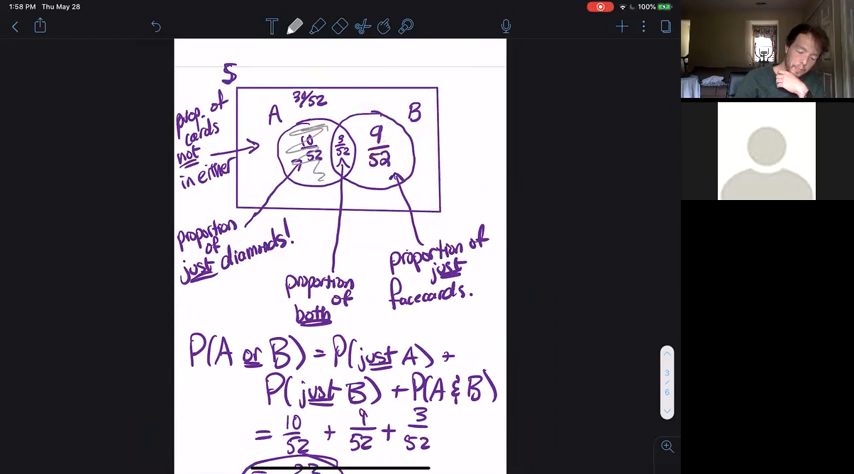 1:58 PM Thu May 28
100%
S
34/52
A
B
prop. of
cards
not
in either
10
52
3
52
9
52
proportion
of
just diamonds!
proportion
of
both
proportion of
just
facecards.
P(A or B) = P(just A) +
P(just B) + P(A & B)
= 10/52 + 9/52 + 3/52
3
/
6